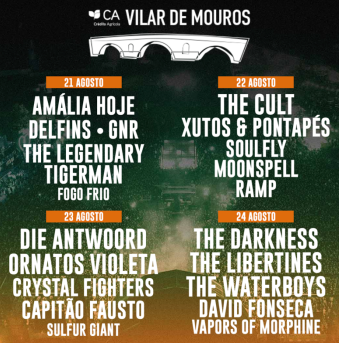 CA VILAR DE MOUROS
Crédito Agrícola
21 AGOSTO
AMÁLIA HOJE
DELFINS • GNR
THE LEGENDARY
TIGERMAN
FOGO FRIO
22 AGOSTO
THE CULT
XUTOS & PONTAPÉS
SOULFLY
MOONSPELL
RAMP
23 AGOSTO
DIE ANTWOORD
ORNATOS VIOLETA
CRYSTAL FIGHTERS
CAPITÃO FAUSTO
SULFUR GIANT
24 AGOSTO
THE DARKNESS
THE LIBERTINES
THE WATERBOYS
DAVID FONSECA
VAPORS OF MORPHINE